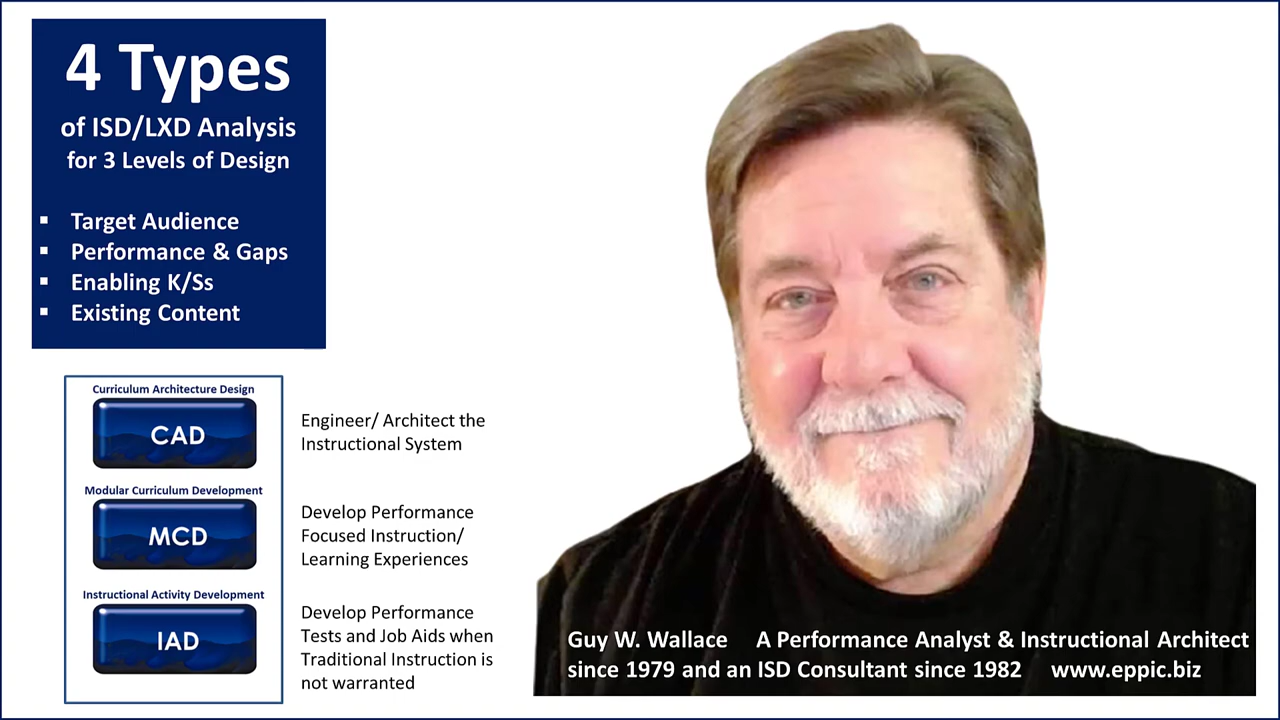 4 Types
of ISD/LXD Analysis
for 3 Levels of Design
▪ Target Audience
▪ Performance & Gaps
▪ Enabling K/Ss
▪ Existing Content
Curriculum Architecture Design
CAD
Engineer/ Architect the
Instructional System
Modular Curriculum Development
MCD
Develop Performance
Focused Instruction/
Learning Experiences
Instructional Activity Development
IAD
Develop Performance
Tests and Job Aids when
Traditional Instruction is
not warranted
Guy W. Wallace A Performance Analyst & Instructional Architect
since 1979 and an ISD Consultant since 1982 www.eppic.biz